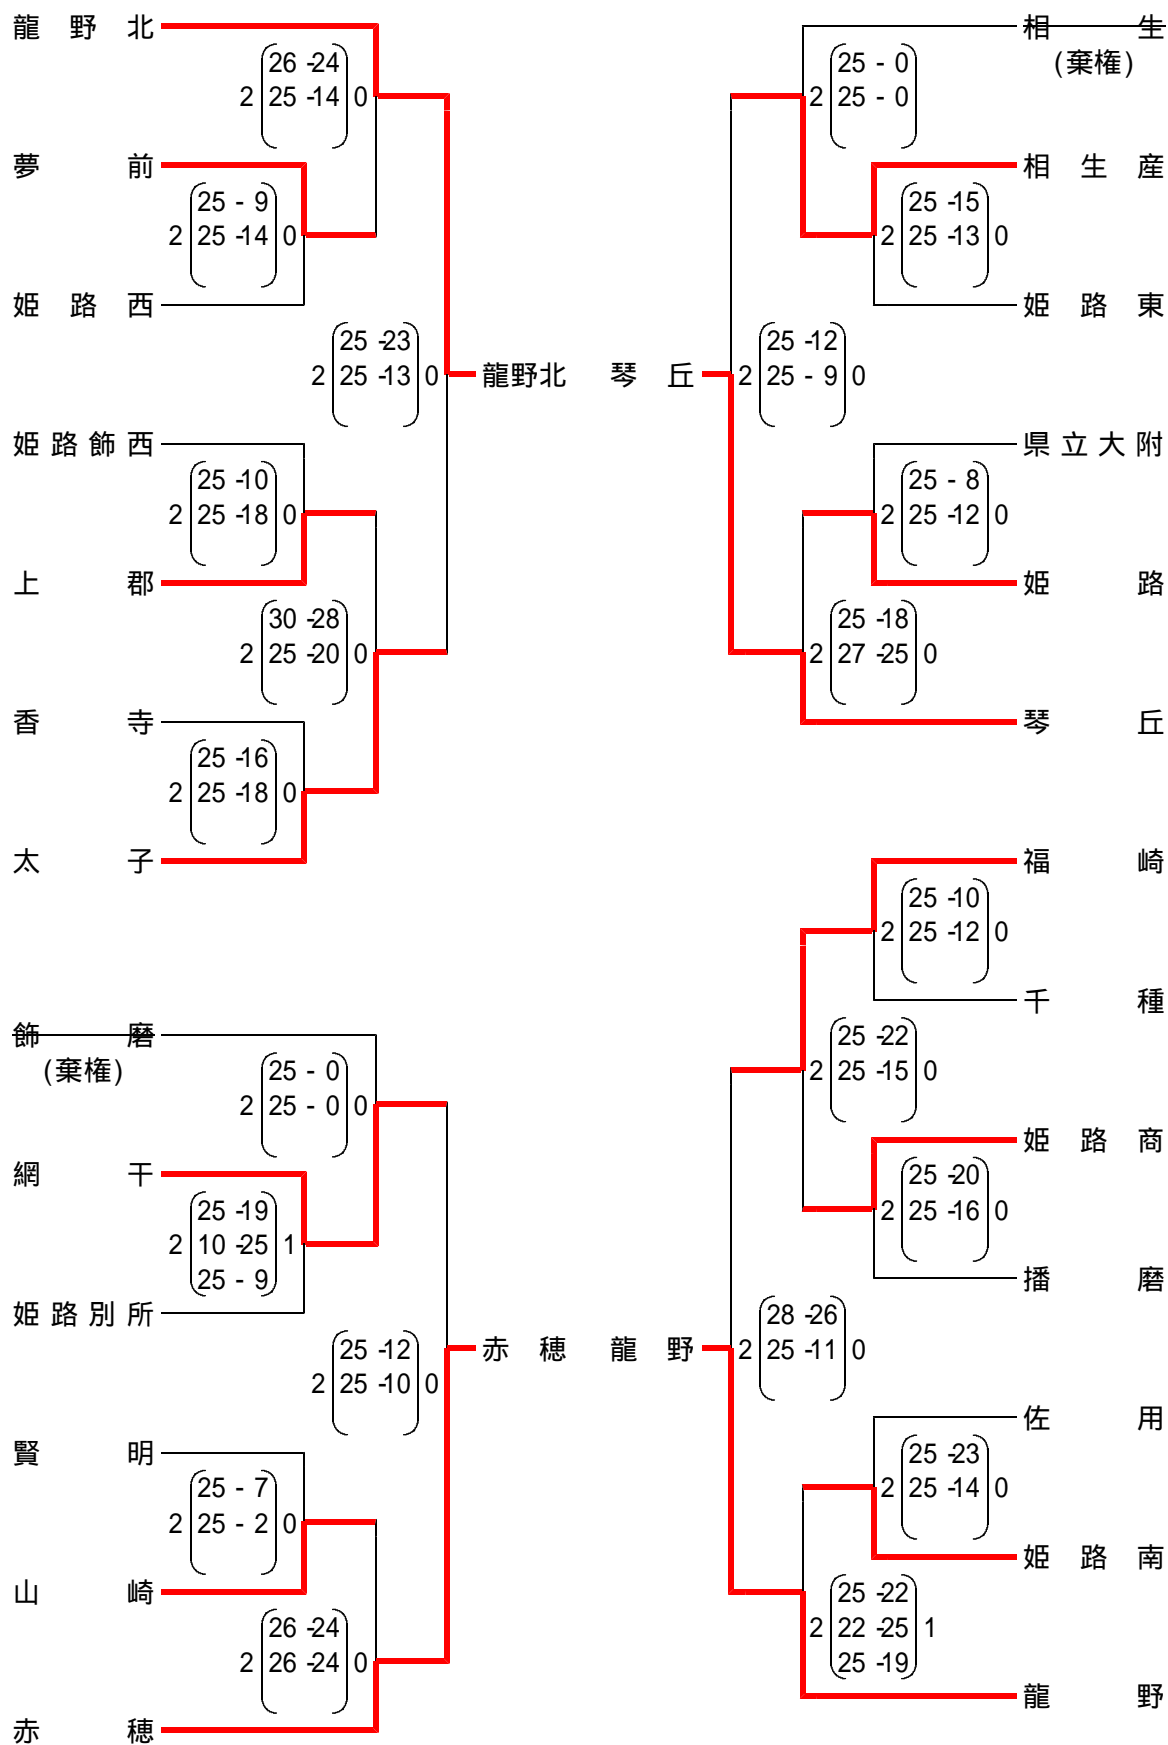 龍野北
26-24
2 25-14 0
夢前
25-9
2 25-14 0
姫路西
25-23
2 25-13 0
龍野北
姫路飾西
25-10
2 25-18 0
上郡
30-28
2 25-20 0
香寺
25-16
2 25-18 0
太子
飾磨
(棄権)
25-0
2 25-0 0
網干
25-19
2 10-25 1
25-9
姫路別所
25-12
2 25-10 0
赤穂
賢明
25-7
2 25-2 0
山崎
26-24
2 26-24 0
赤穂
相生
(棄権)
25-0
2 25-0
相生産
25-15
2 25-13 0
姫路東
琴丘
25-12
2 25-9 0
県立大附
25-8
2 25-12 0
姫路
25-18
2 27-25 0
琴丘
福崎
25-10
2 25-12 0
千種
25-22
2 25-15 0
姫路商
25-20
2 25-16 0
播磨
龍野
28-26
2 25-11 0
佐用
25-23
2 25-14 0
姫路南
25-22
2 22-25 1
25-19
龍野